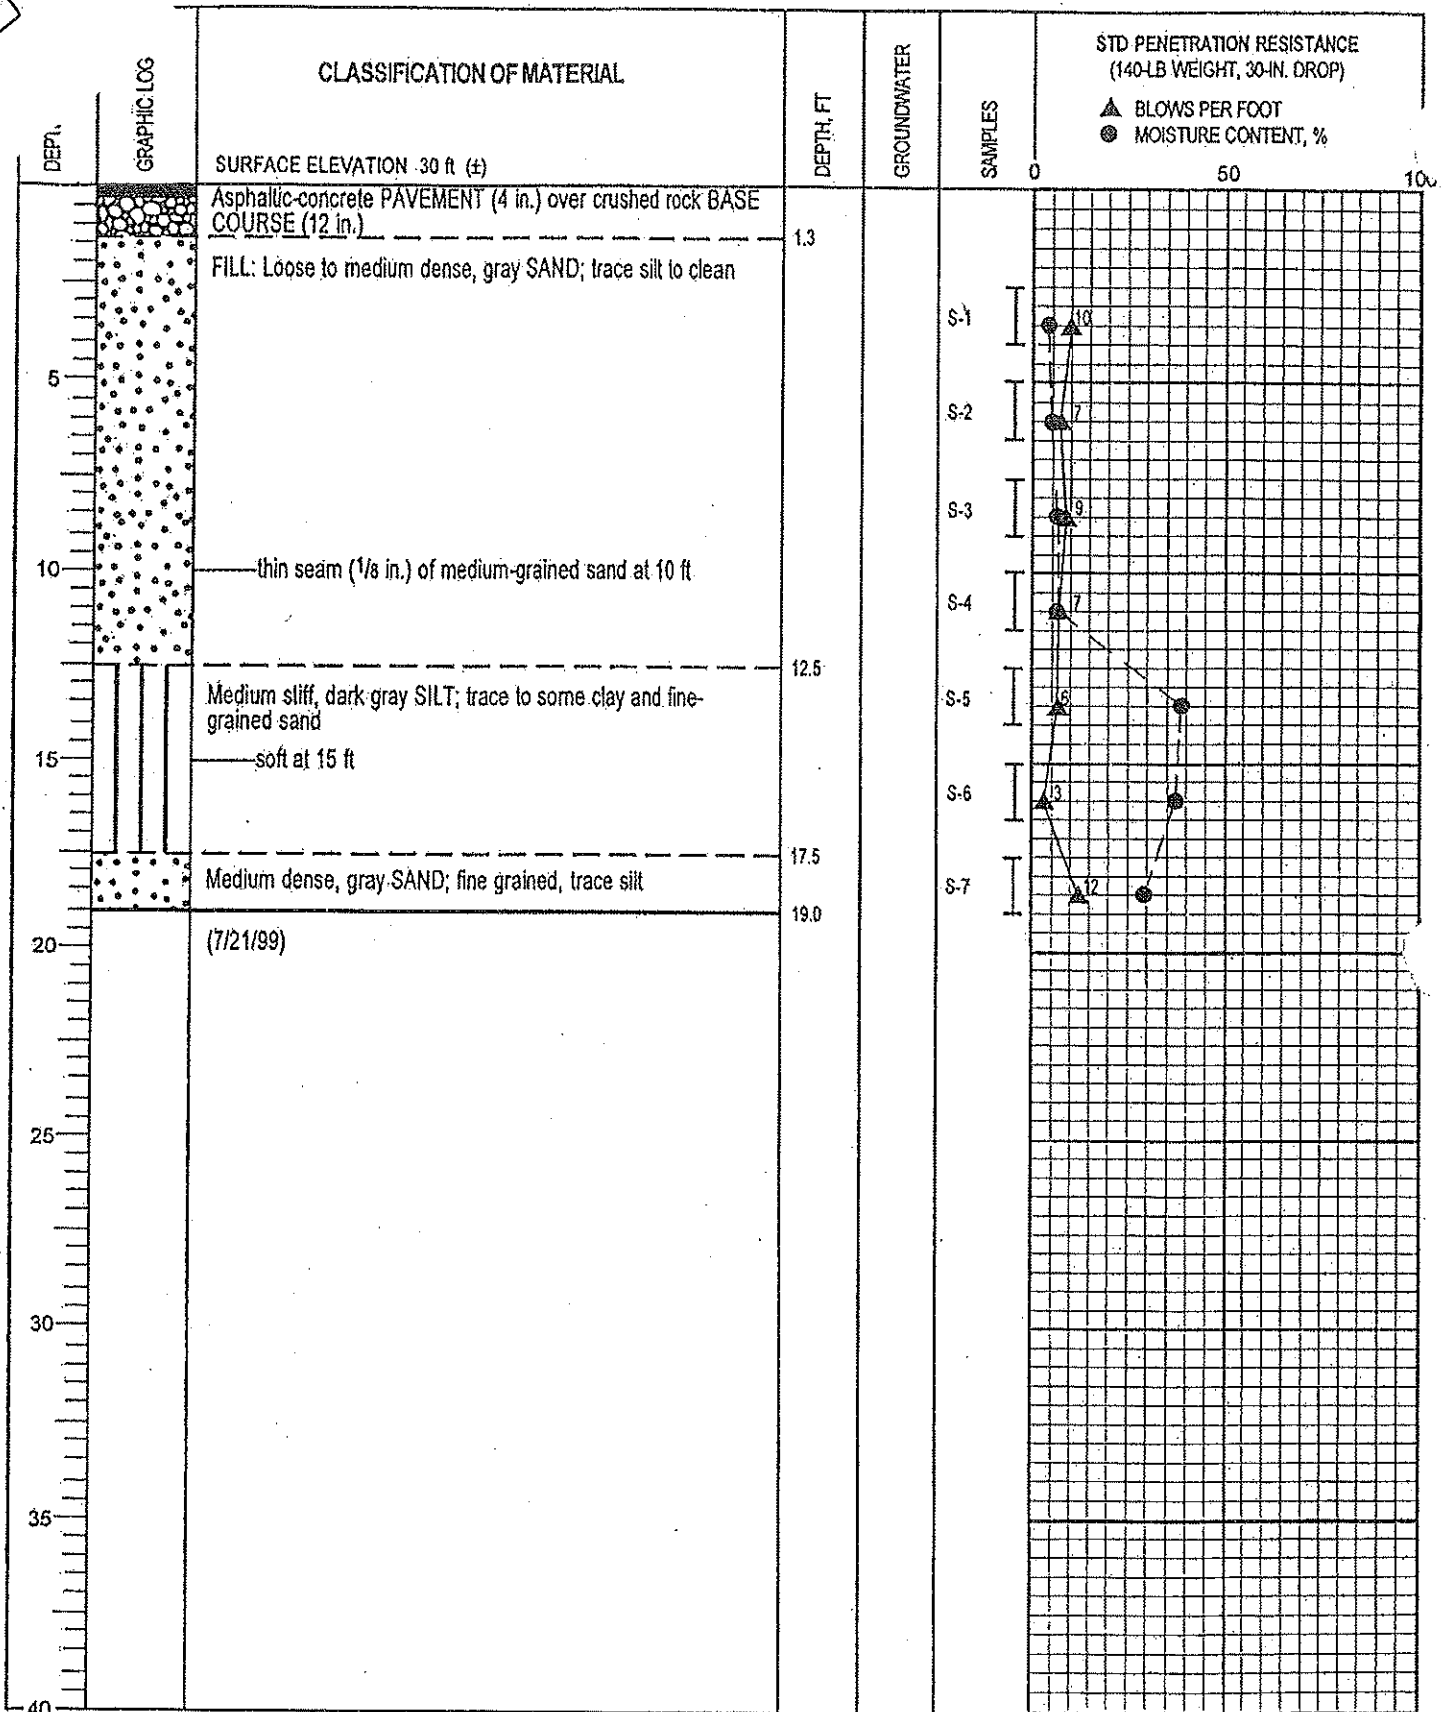 DEPT
GRAPHIC LOG
CLASSIFICATION OF MATERIAL
SURFACE ELEVATION 30 ft (±)
DEPTH, FT
GROUNDWATER
SAMPLES
STD PENETRATION RESISTANCE
(140-LB WEIGHT, 30-IN. DROP)
▲ BLOWS PER FOOT
● MOISTURE CONTENT, %
0 50 100
Asphaltic-concrete PAVEMENT (4 in.) over crushed rock BASE
COURSE (12 in.)
1.3
FILL: Loose to medium dense, gray SAND; trace silt to clean
S-1
10
5
S-2
7
S-3
9
10
thin seam (1/8 in.) of medium-grained sand at 10 ft
S-4
7
12.5
Medium stiff, dark gray SILT; trace to some clay and fine-
grained sand
S-5
6
15
soft at 15 ft
S-6
3
17.5
Medium dense, gray SAND; fine grained, trace silt
S-7
12
19.0
20
(7/21/99)
25
30
35
40